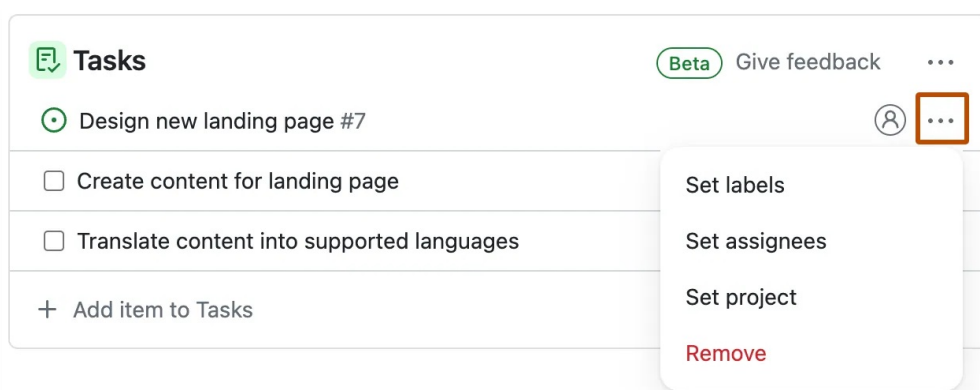 Tasks
Beta Give feedback ...
Design new landing page #7
...
Create content for landing page
Translate content into supported languages
+ Add item to Tasks
Set labels
Set assignees
Set project
Remove